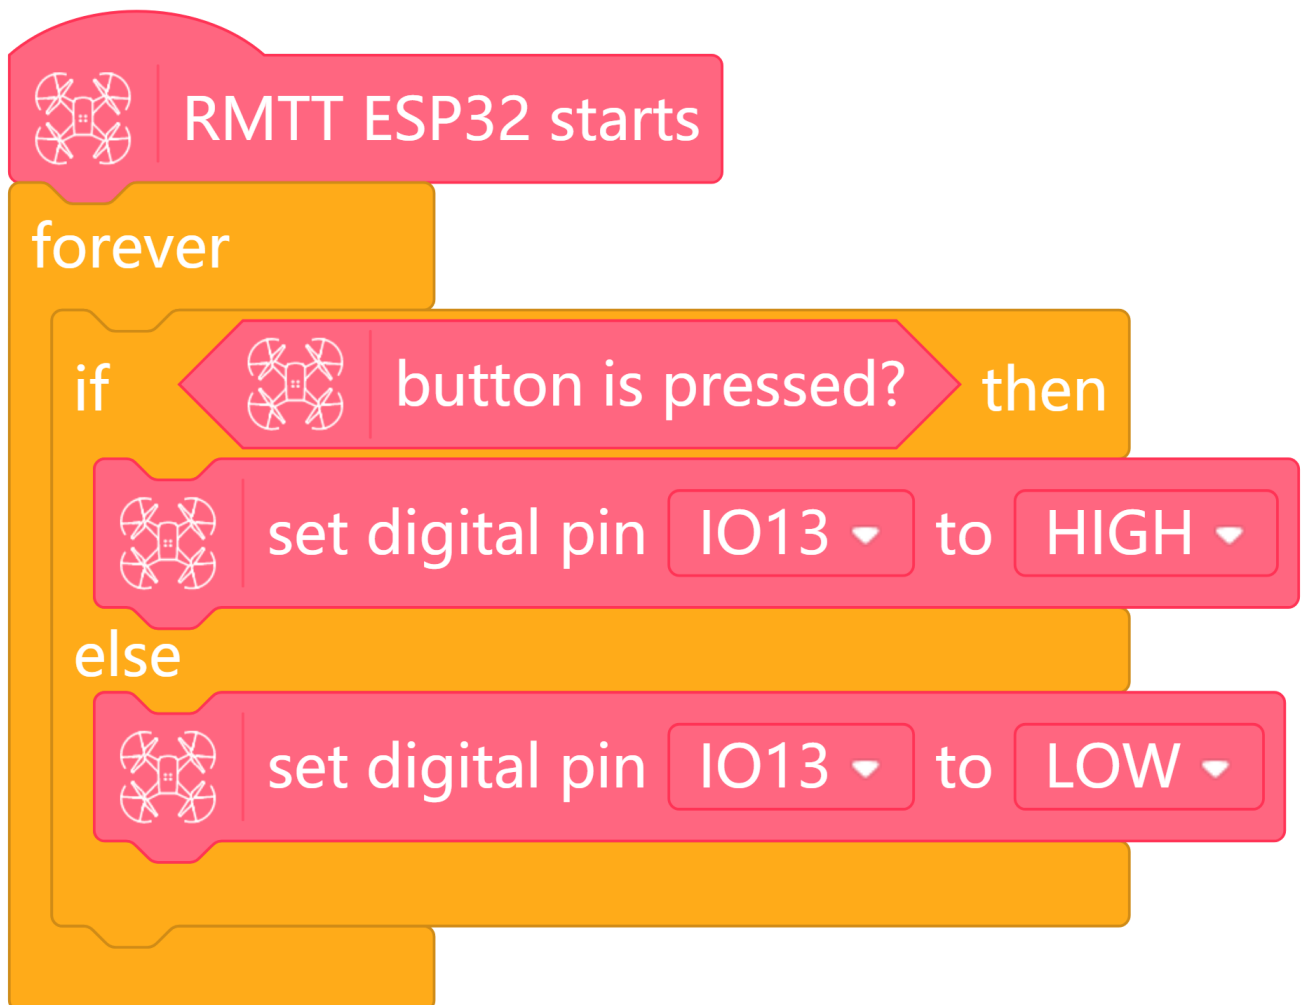 RMTT ESP32 starts
forever
if button is pressed? then
set digital pin IO13 to HIGH
else
set digital pin IO13 to LOW